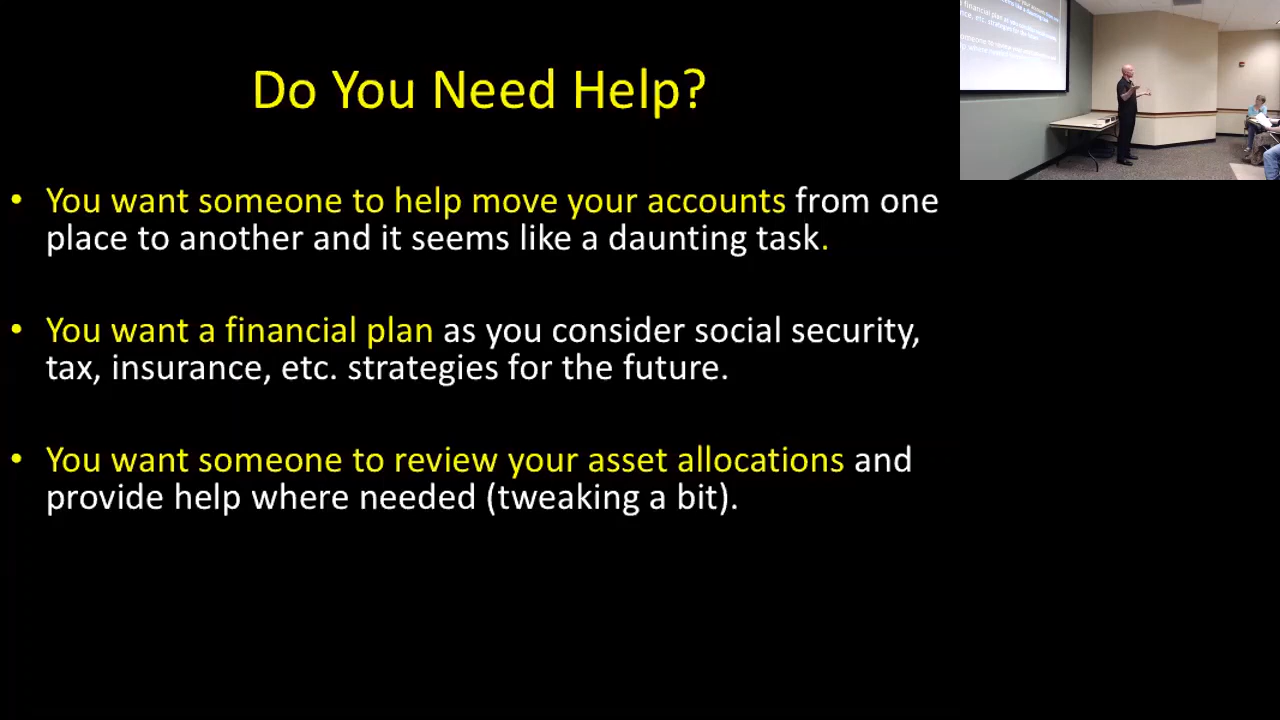 Do You Need Help?
• You want someone to help move your accounts from one
place to another and it seems like a daunting task.
• You want a financial plan as you consider social security,
tax, insurance, etc. strategies for the future.
• You want someone to review your asset allocations and
provide help where needed (tweaking a bit).